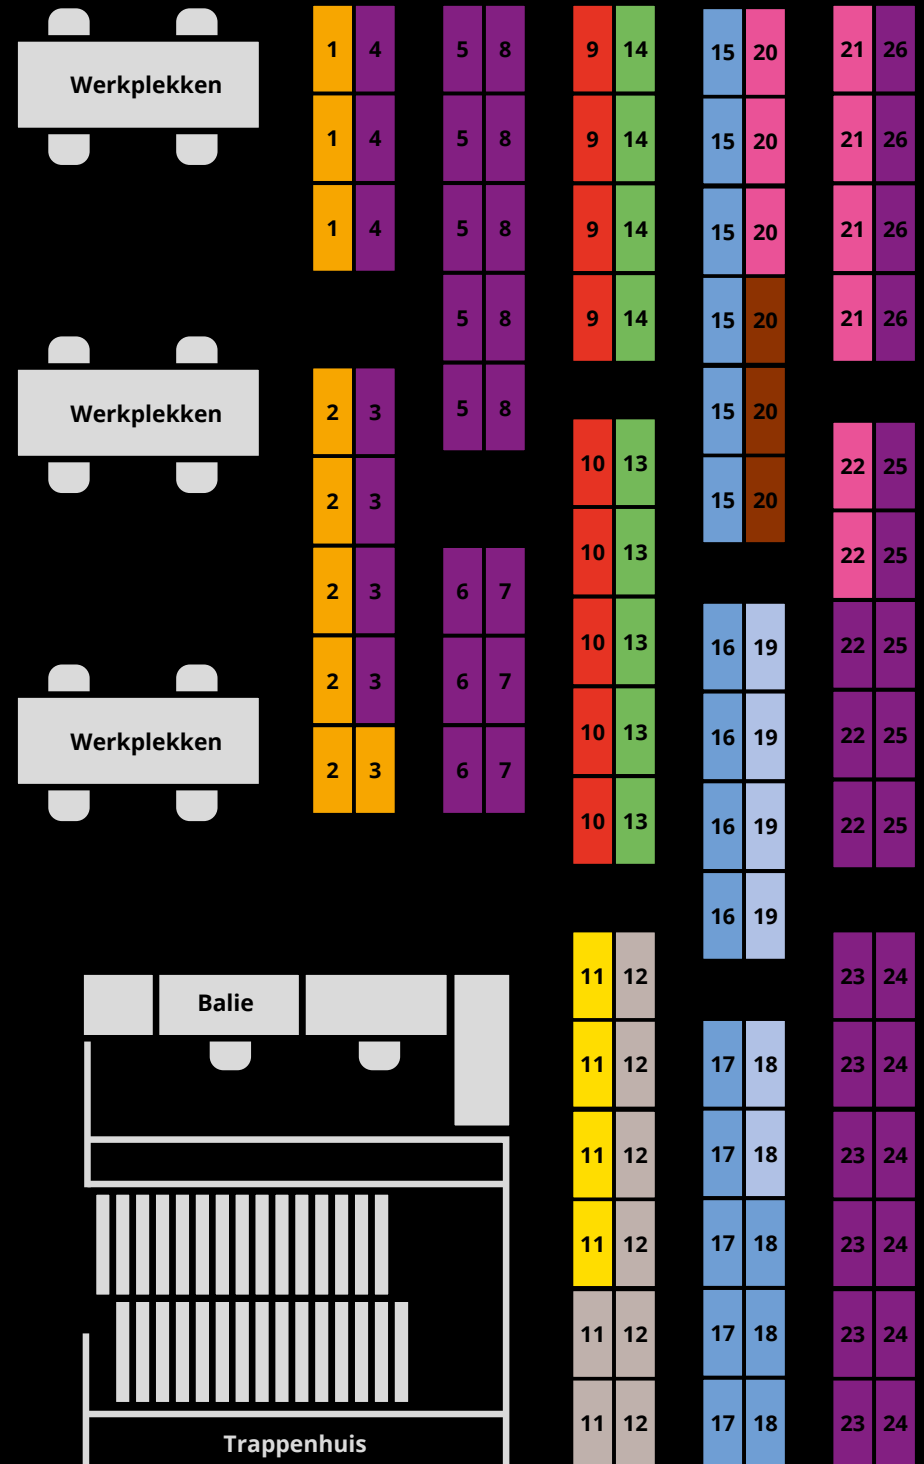 1 4 5 8 9 14 15 20 21 26
Werkplekken
1 4 5 8 9 14 15 20 21 26
1 4 5 8 9 14 15 20 21 26
5 8 9 14 15 20 21 26
Werkplekken
2 3 5 8 15 20
10 13 22 25
2 3 15 20
10 13 22 25
2 3 6 7
10 13 16 19 22 25
2 3 6 7
10 13 16 19 22 25
Werkplekken
2 3 6 7
10 13 16 19 22 25
16 19
11 12 23 24
Balie
11 12 17 18 23 24
11 12 17 18 23 24
11 12 17 18 23 24
11 12 17 18 23 24
11 12 17 18 23 24
Trappenhuis